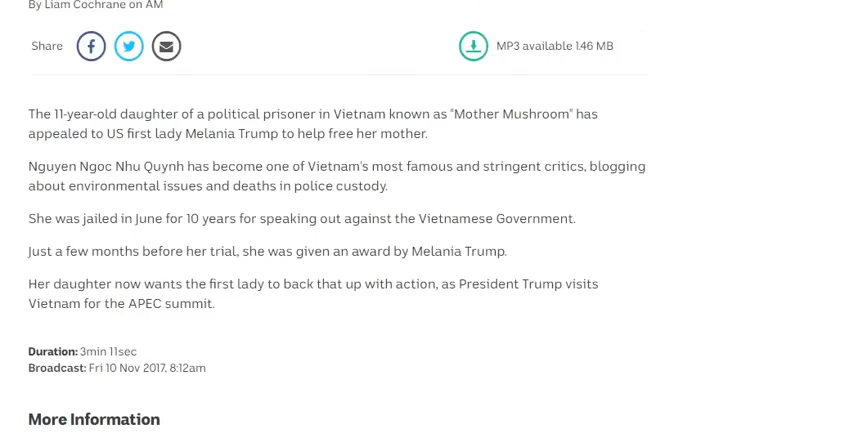 By Liam Cochrane on AM
Share
MP3 available 1.46 MB
The 11-year-old daughter of a political prisoner in Vietnam known as "Mother Mushroom" has
appealed to US first lady Melania Trump to help free her mother.
Nguyen Ngoc Nhu Quynh has become one of Vietnam's most famous and stringent critics, blogging
about environmental issues and deaths in police custody.
She was jailed in June for 10 years for speaking out against the Vietnamese Government.
Just a few months before her trial, she was given an award by Melania Trump.
Her daughter now wants the first lady to back that up with action, as President Trump visits
Vietnam for the APEC summit.
Duration: 3min 11sec
Broadcast: Fri 10 Nov 2017, 8:12am
More Information